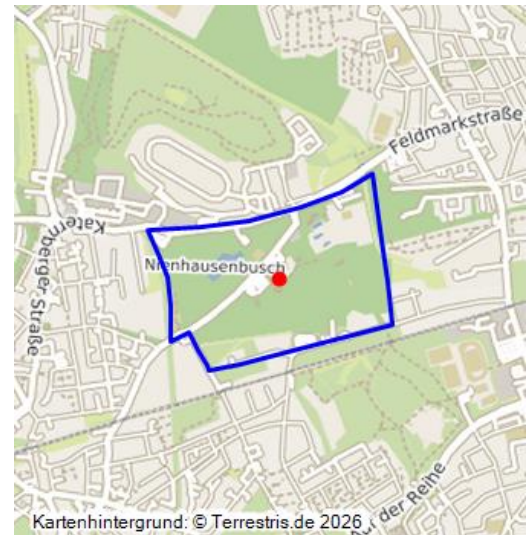 Feldmarkstraße
Katernberger Straße
Nienhausenbusch
Auf der Reihe
Kartenhintergrund: © Terrestris.de 2026